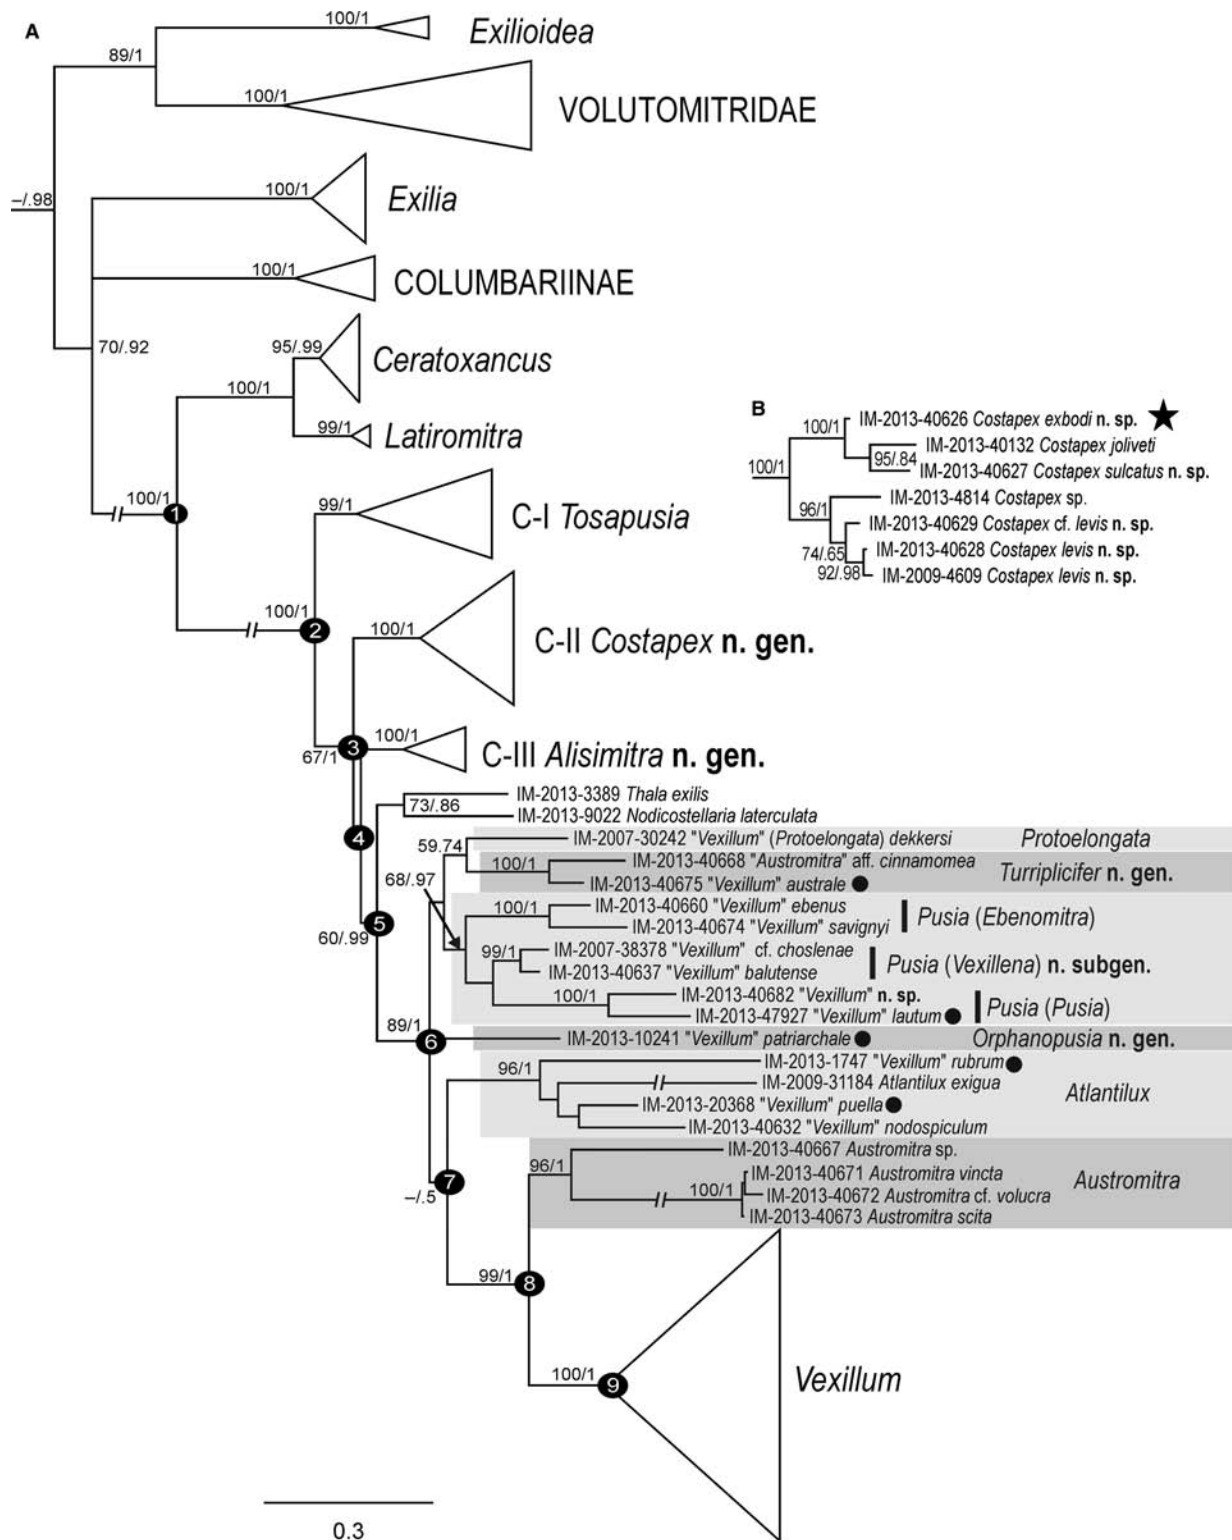 A
100/1
Exilioidea
89/1
100/1
VOLUTOMITRIDAE
–/.98
100/1
Exilia
100/1
COLUMBARIINAE
70/.92
95/.99
Ceratoxancus
100/1
99/1
Latiromitra
100/1
1
99/1
C-I Tosapusia
100/1
2
100/1
C-II Costapex n. gen.
67/1
3
100/1
C-III Alisimitra n. gen.
4
B
100/1
100/1
IM-2013-40626 Costapex exbodi n. sp.
IM-2013-40132 Costapex joliveti
95/.84
IM-2013-40627 Costapex sulcatus n. sp.
96/1
IM-2013-4814 Costapex sp.
IM-2013-40629 Costapex cf. levis n. sp.
74/.65
IM-2013-40628 Costapex levis n. sp.
92/.98
IM-2009-4609 Costapex levis n. sp.
IM-2013-3389 Thala exilis
73/.86
IM-2013-9022 Nodicostellaria laterculata
60/.99
5
59.74
IM-2007-30242 "Vexillum" (Protoelongata) dekkersi
Protoelongata
100/1
IM-2013-40668 "Austromitra" aff. cinnamomea
IM-2013-40675 "Vexillum" australe
Turriplicifer n. gen.
68/.97
100/1
IM-2013-40660 "Vexillum" ebenus
IM-2013-40674 "Vexillum" savignyi
Pusia (Ebenomitra)
99/1
IM-2007-38378 "Vexillum" cf. choslenae
IM-2013-40637 "Vexillum" balutense
Pusia (Vexillena) n. subgen.
100/1
IM-2013-40682 "Vexillum" n. sp.
IM-2013-47927 "Vexillum" lautum
Pusia (Pusia)
89/1
6
IM-2013-10241 "Vexillum" patriarchale
Orphanopusia n. gen.
96/1
IM-2013-1747 "Vexillum" rubrum
IM-2009-31184 Atlantilux exigua
IM-2013-20368 "Vexillum" puella
IM-2013-40632 "Vexillum" nodospiculum
Atlantilux
–/.5
7
96/1
IM-2013-40667 Austromitra sp.
100/1
IM-2013-40671 Austromitra vincta
IM-2013-40672 Austromitra cf. volucra
IM-2013-40673 Austromitra scita
Austromitra
99/1
8
100/1
9
Vexillum
0.3